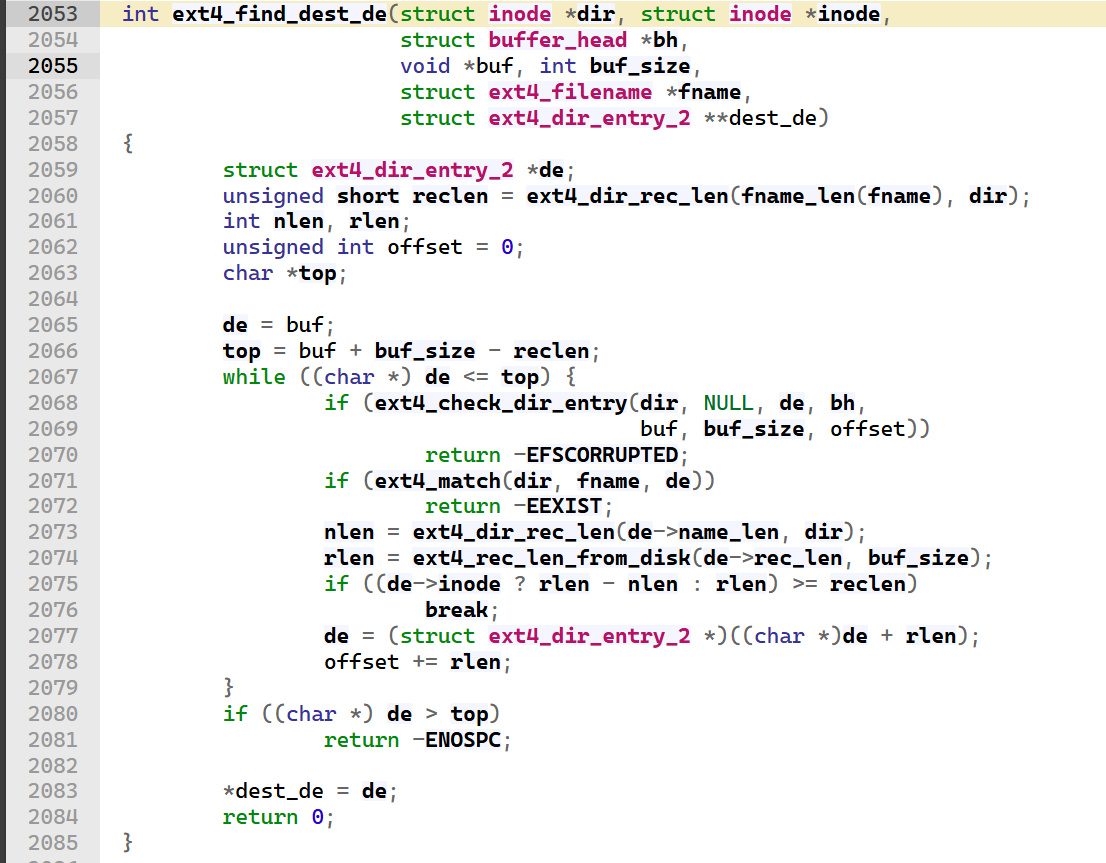 2053 int ext4_find_dest_de(struct inode *dir, struct inode *inode,
2054                       struct buffer_head *bh,
2055                       void *buf, int buf_size,
2056                       struct ext4_filename *fname,
2057                       struct ext4_dir_entry_2 **dest_de)
2058 {
2059         struct ext4_dir_entry_2 *de;
2060         unsigned short reclen = ext4_dir_rec_len(fname_len(fname), dir);
2061         int nlen, rlen;
2062         unsigned int offset = 0;
2063         char *top;
2064
2065         de = buf;
2066         top = buf + buf_size - reclen;
2067         while ((char *) de <= top) {
2068                 if (ext4_check_dir_entry(dir, NULL, de, bh,
2069                                          buf, buf_size, offset))
2070                         return -EFSCORRUPTED;
2071                 if (ext4_match(dir, fname, de))
2072                         return -EEXIST;
2073                 nlen = ext4_dir_rec_len(de->name_len, dir);
2074                 rlen = ext4_rec_len_from_disk(de->rec_len, buf_size);
2075                 if ((de->inode ? rlen - nlen : rlen) >= reclen)
2076                         break;
2077                 de = (struct ext4_dir_entry_2 *)((char *)de + rlen);
2078                 offset += rlen;
2079         }
2080         if ((char *) de > top)
2081                 return -ENOSPC;
2082
2083         *dest_de = de;
2084         return 0;
2085 }